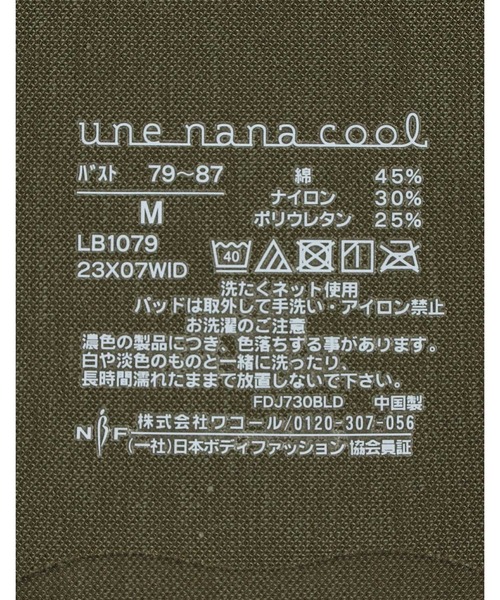 une nana cool
バスト 79～87
M
LB1079
23X07WID
綿 45%
ナイロン 30%
ポリウレタン 25%
40
洗たくネット使用
パッドは取外して手洗い・アイロン禁止
お洗濯のご注意
濃色の製品につき、色落ちする事があります。
白や淡色のものと一緒に洗ったり、
長時間濡れたままで放置しないで下さい。
FDJ730BLD 中国製
NBF 株式会社ワコール/0120-307-056
(一社)日本ボディファッション協会員証